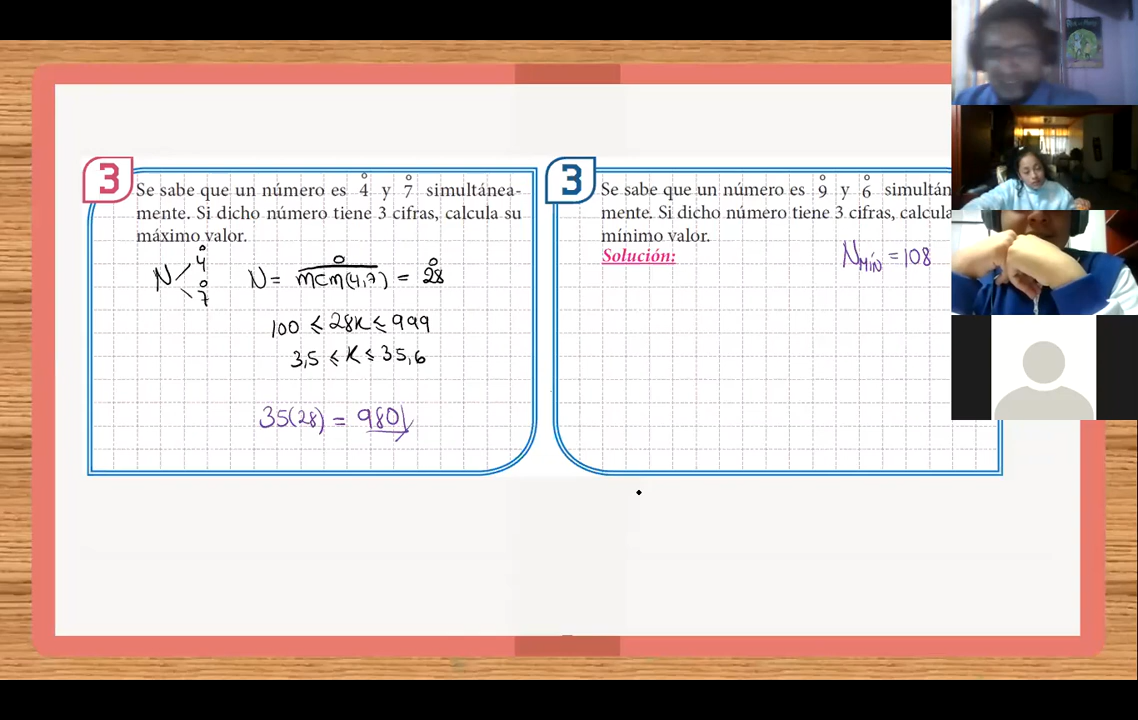 3
Se sabe que un número es 4̊ y 7̊ simultánea-
mente. Si dicho número tiene 3 cifras, calcula su
máximo valor.
N 4̊
7̊
N = mcm(4,7) = 28̊
100 ≤ 28K ≤ 999
3,5 ≤ K ≤ 35,6
35(28) = 980
3
Se sabe que un número es 9̊ y 6̊ simultán
mente. Si dicho número tiene 3 cifras, calcula
mínimo valor.
Solución:
NMÍN = 108